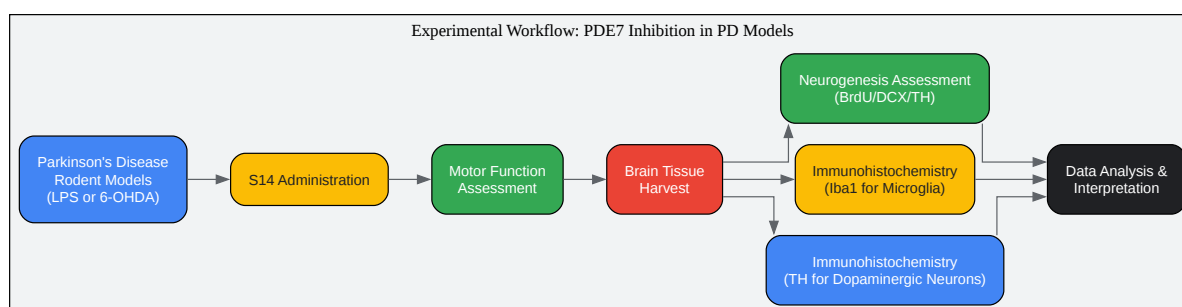 Experimental Workflow: PDE7 Inhibition in PD Models
Parkinson's Disease
Rodent Models
(LPS or 6-OHDA)
S14 Administration
Motor Function
Assessment
Brain Tissue
Harvest
Neurogenesis Assessment
(BrdU/DCX/TH)
Immunohistochemistry
(Iba1 for Microglia)
Immunohistochemistry
(TH for Dopaminergic Neurons)
Data Analysis &
Interpretation